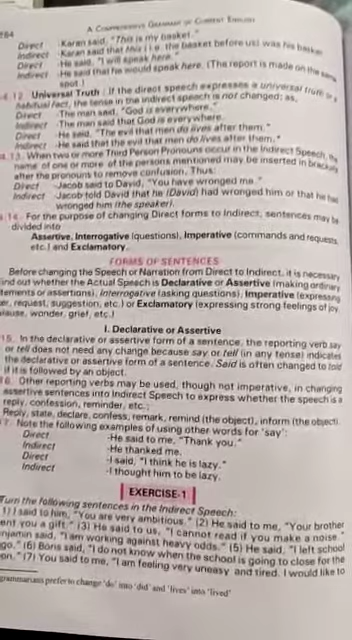 284
A COMPREHENSIVE GRAMMAR OF CURRENT ENGLISH
Direct -Karan said, "This is my basket."
Indirect -Karan said that this (i.e. the basket before us) was his basket.
Direct -He said, "I will speak here."
Indirect -He said that he would speak here. (The report is made on the same
spot.)
4.12. Universal Truth : If the direct speech expresses a universal truth or a
habitual fact, the tense in the indirect speech is not changed; as,
Direct -The man said, "God is everywhere."
Indirect -The man said that God is everywhere.
Direct -He said, "The evil that men do lives after them."
Indirect -He said that the evil that men do lives after them.*
4.13. When two or more Third Person Pronouns occur in the Indirect Speech, the
name of one or more of the persons mentioned may be inserted in brackets
after the pronouns to remove confusion. Thus:
Direct -Jacob said to David, "You have wronged me."
Indirect -Jacob told David that he (David) had wronged him or that he had
wronged him (the speaker).
14. For the purpose of changing Direct forms to Indirect, sentences may be
divided into
Assertive, Interrogative (questions), Imperative (commands and requests,
etc.) and Exclamatory.
FORMS OF SENTENCES
Before changing the Speech or Narration from Direct to Indirect, it is necessary
find out whether the Actual Speech is Declarative or Assertive (making ordinary
tements or assertions), Interrogative (asking questions), Imperative (expressing
er, request, suggestion, etc.) or Exclamatory (expressing strong feelings of joy,
lause, wonder, grief, etc.)
I. Declarative or Assertive
15. In the declarative or assertive form of a sentence, the reporting verb say
or tell does not need any change because say or tell (in any tense) indicates
the declarative or assertive form of a sentence. Said is often changed to told
if it is followed by an object.
16. Other reporting verbs may be used, though not imperative, in changing
assertive sentences into Indirect Speech to express whether the speech is a
reply, confession, reminder, etc.;
Reply, state, declare, confess, remark, remind (the object), inform (the object)
7. Note the following examples of using other words for 'say':
Direct -He said to me, "Thank you."
Indirect -He thanked me.
Direct -I said, "I think he is lazy."
Indirect -I thought him to be lazy.
EXERCISE-1
Turn the following sentences in the Indirect Speech:
1) I said to him, "You are very ambitious." (2) He said to me, "Your brother
ent you a gift." (3) He said to us, "I cannot read if you make a noise."
njamin said, "I am working against heavy odds." (5) He said, "I left school
go." (6) Boris said, "I do not know when the school is going to close for the
on." (7) You said to me, "I am feeling very uneasy and tired. I would like to
grammarians prefer to change 'do' into 'did' and 'lives' into 'lived'